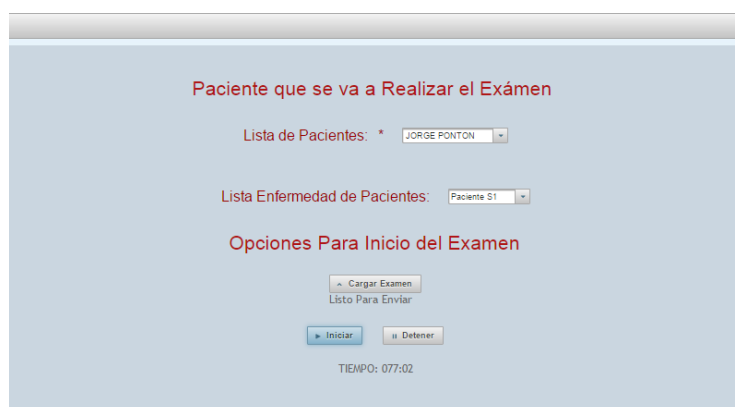 Paciente que se va a Realizar el Exámen
Lista de Pacientes: * JORGE PONTON
Lista Enfermedad de Pacientes: Paciente S1
Opciones Para Inicio del Examen
Cargar Examen
Listo Para Enviar
Iniciar Detener
TIEMPO: 077:02